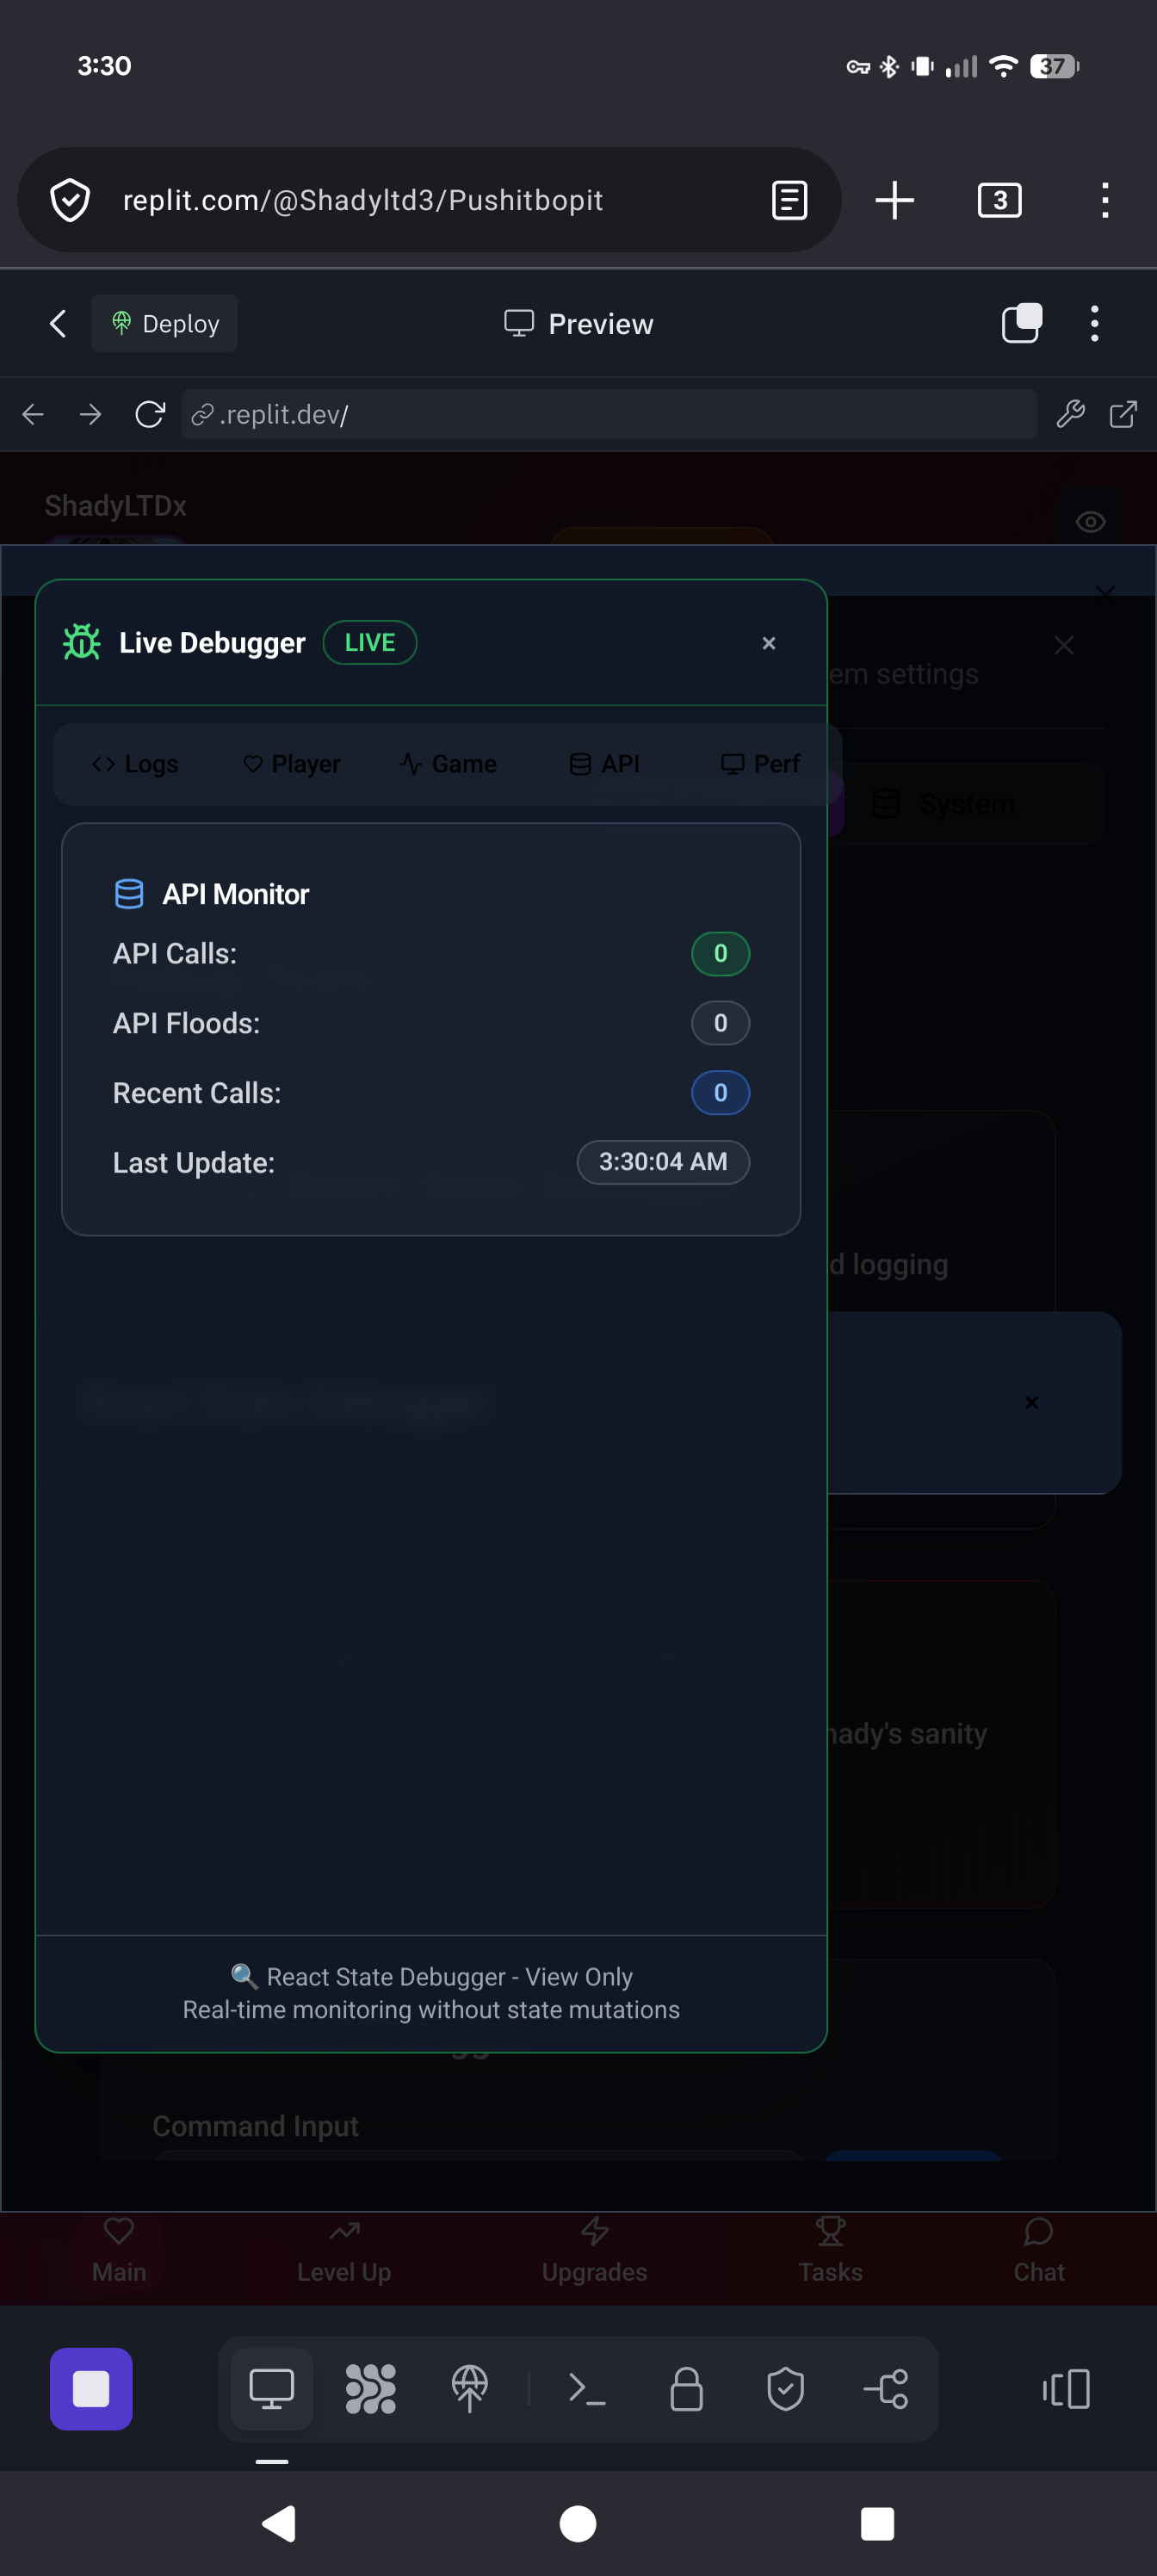 3:30
37
replit.com/@Shadyltd3/Pushitbopit
3
Deploy
Preview
.replit.dev/
ShadyLTDx
Live Debugger
LIVE
×
em settings
Logs
Player
Game
API
Perf
System
API Monitor
API Calls:
0
API Floods:
0
Recent Calls:
0
Last Update:
3:30:04 AM
d logging
×
hady's sanity
React State Debugger - View Only
Real-time monitoring without state mutations
Command Input
Main
Level Up
Upgrades
Tasks
Chat